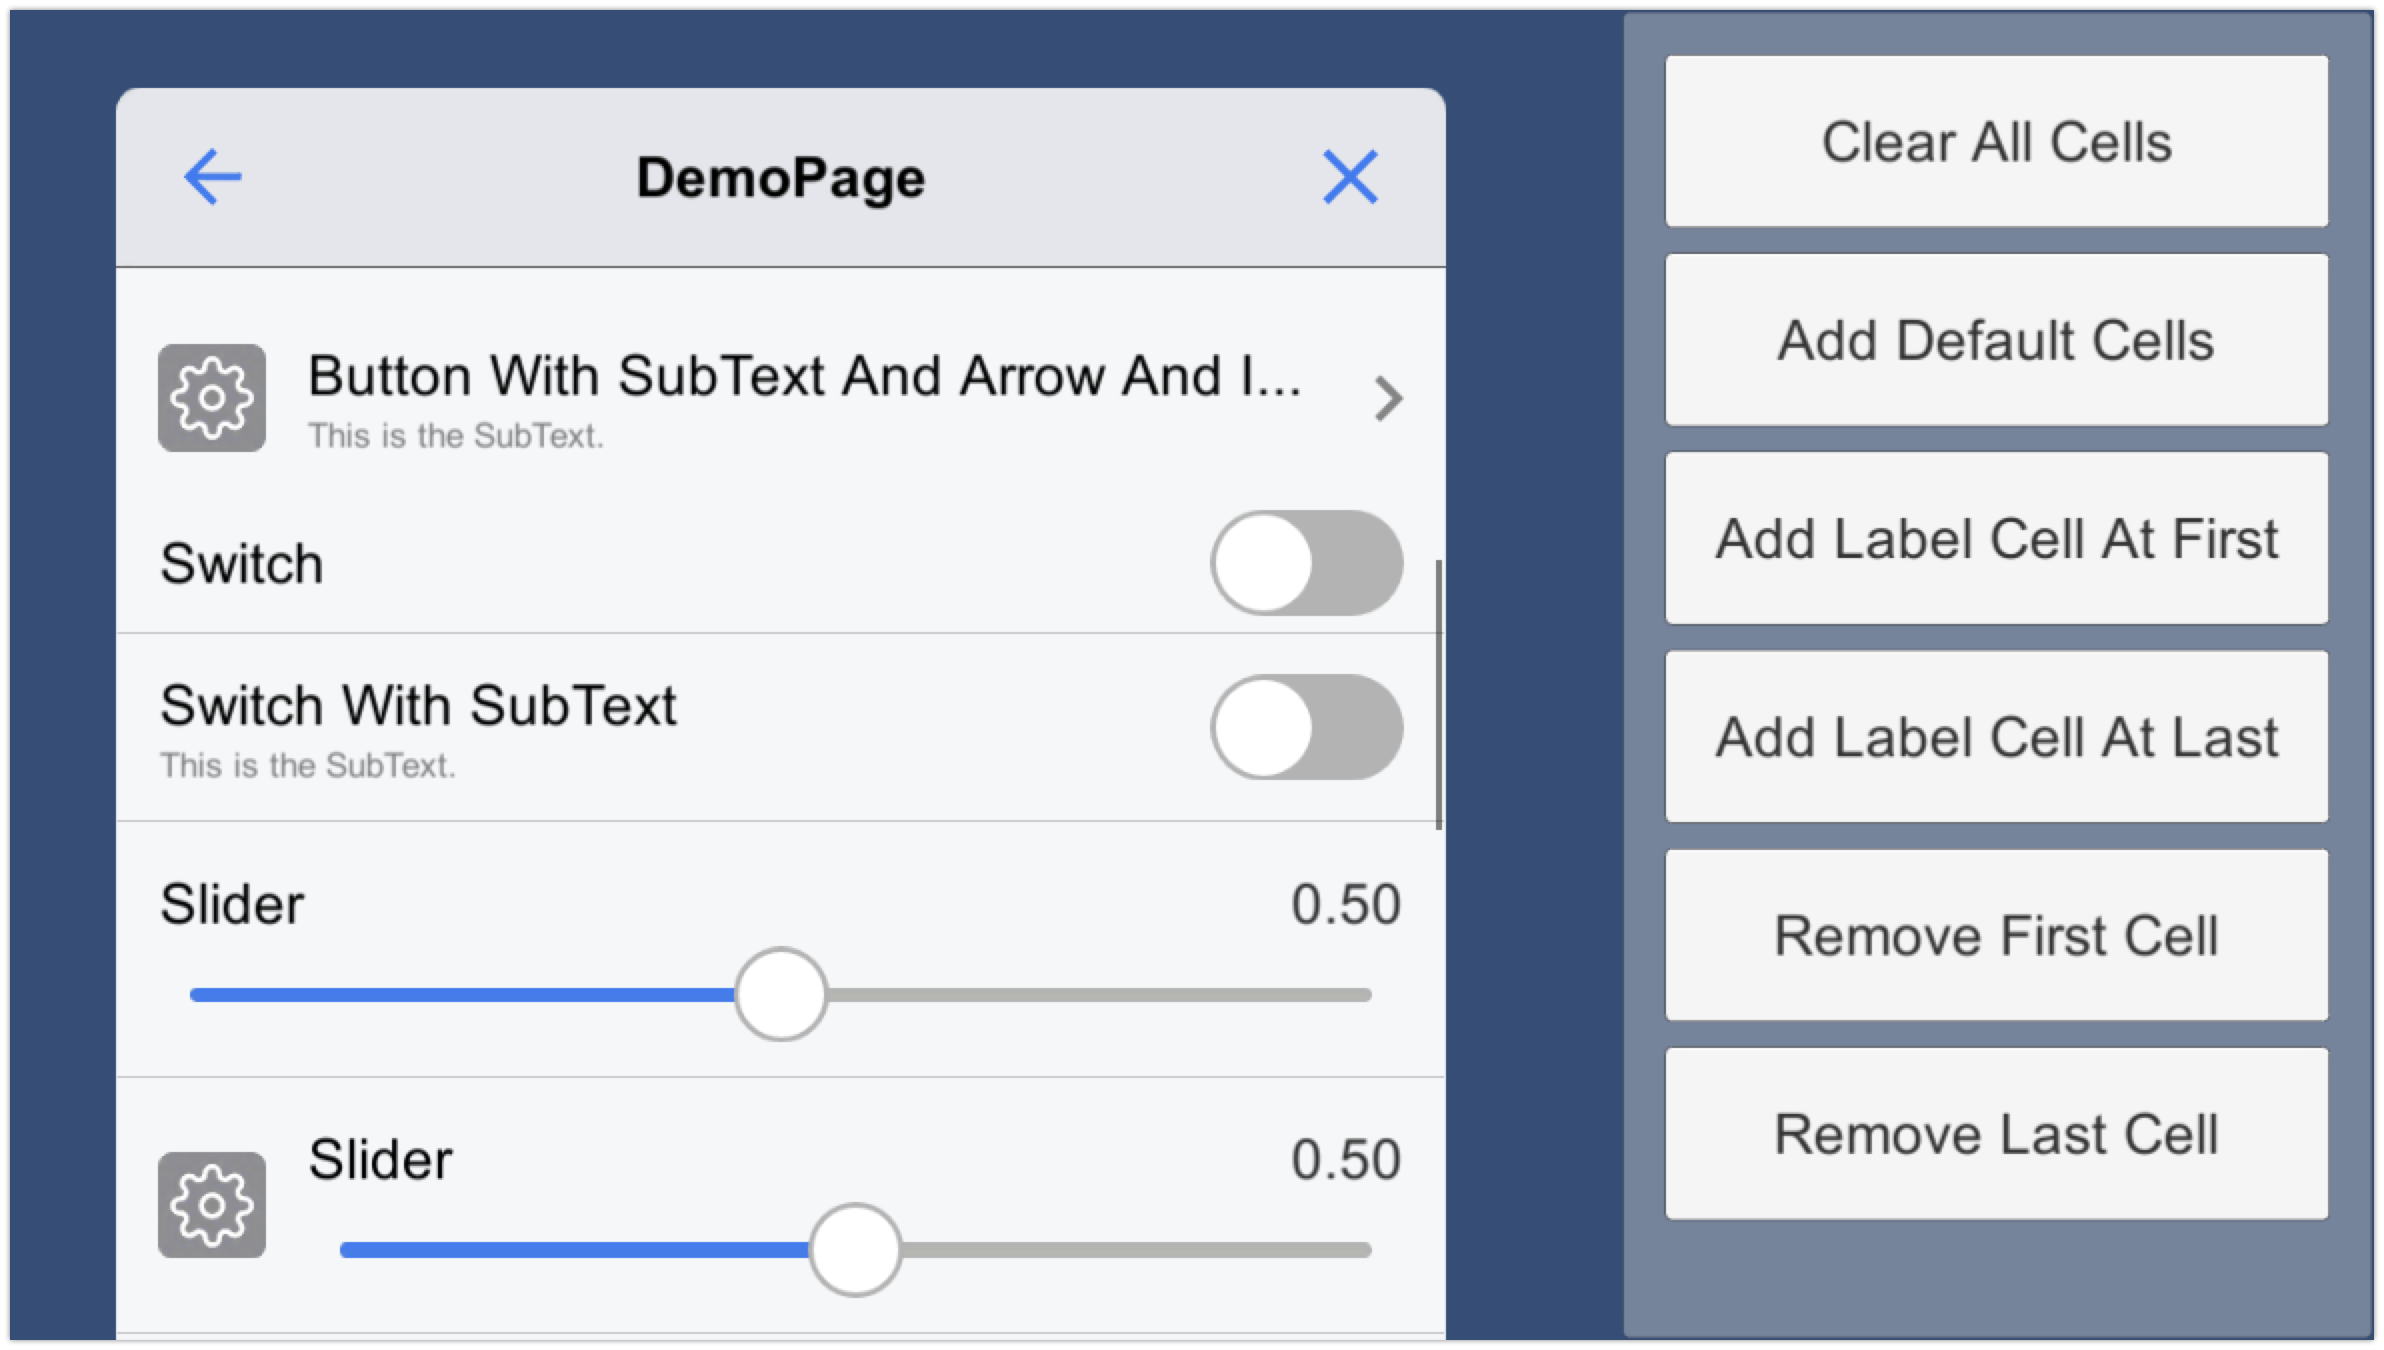 DemoPage
Button With SubText And Arrow And I...
This is the SubText.
Switch
Switch With SubText
This is the SubText.
Slider 0.50
Slider 0.50
Clear All Cells
Add Default Cells
Add Label Cell At First
Add Label Cell At Last
Remove First Cell
Remove Last Cell